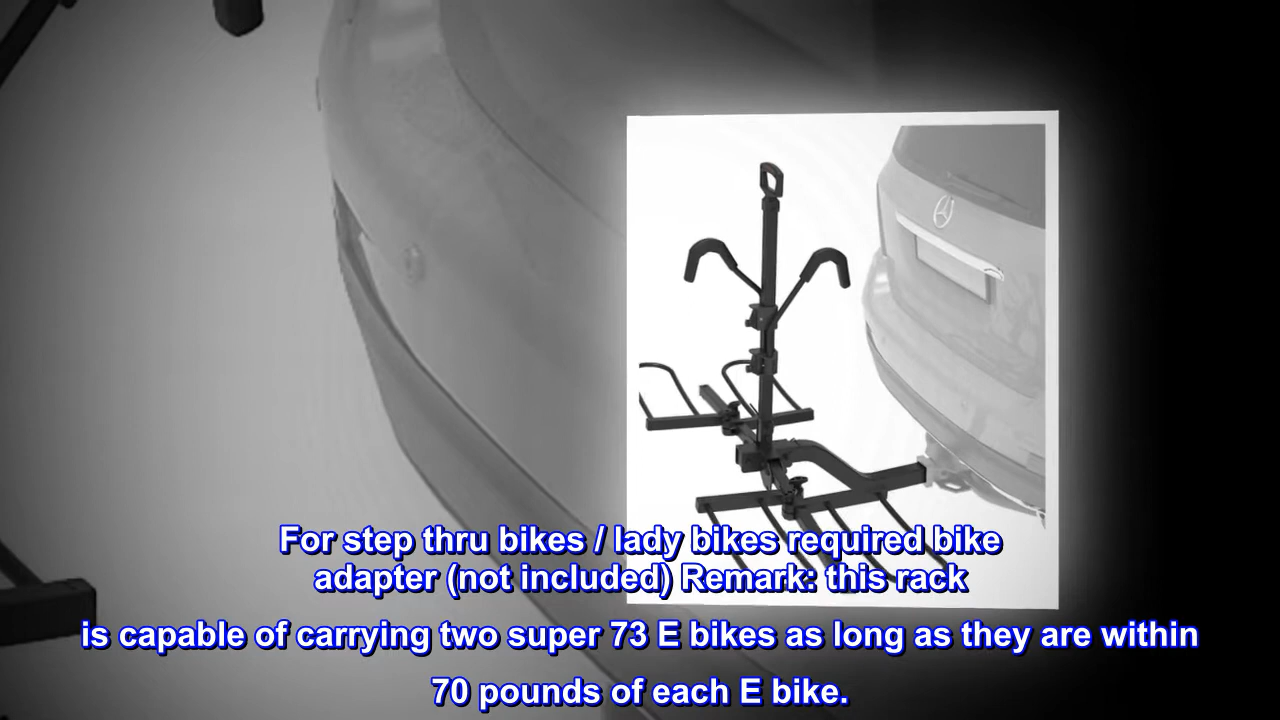 For step thru bikes / lady bikes required bike
adapter (not included) Remark: this rack
is capable of carrying two super 73 E bikes as long as they are within
70 pounds of each E bike.